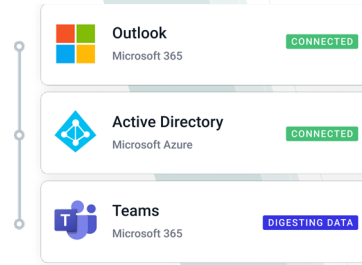 Outlook
CONNECTED
Microsoft 365
Active Directory
CONNECTED
Microsoft Azure
T
Teams
DIGESTING DATA
Microsoft 365